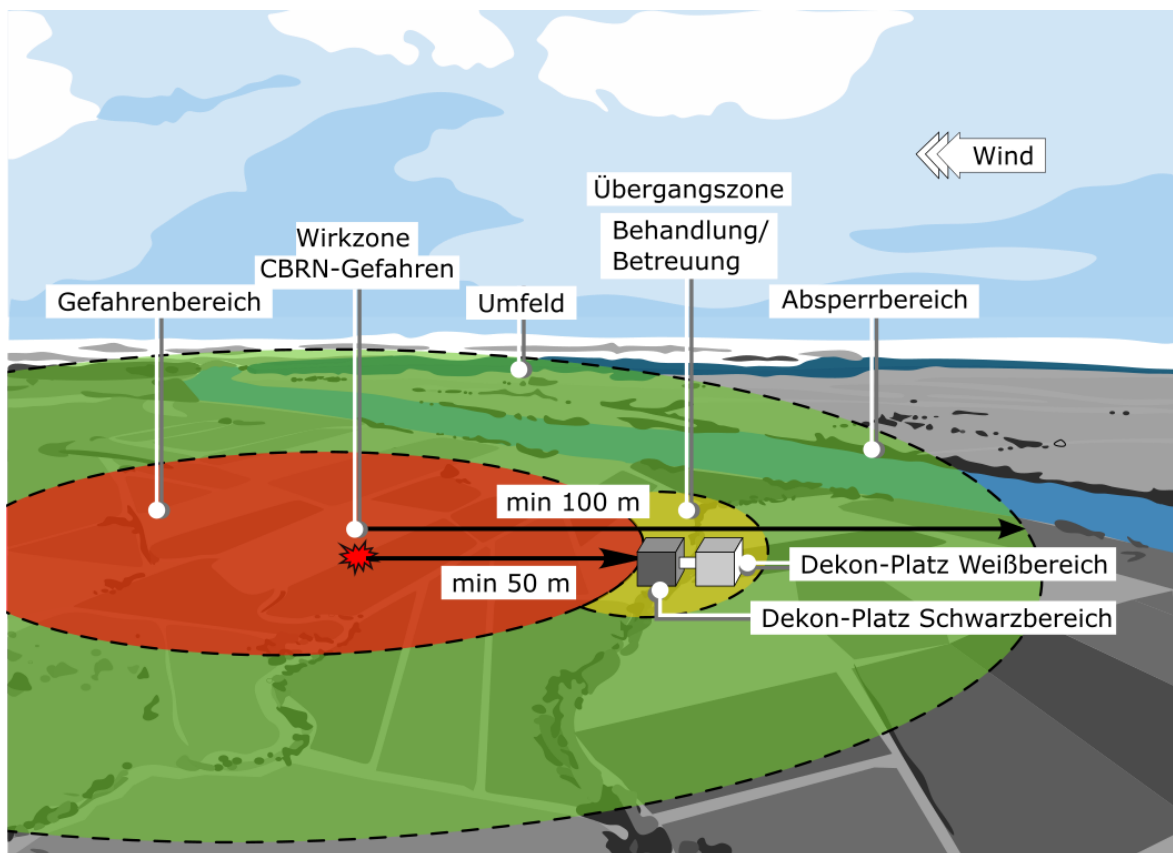 Wind
Übergangszone
Behandlung/
Betreuung
Wirkzone
CBRN-Gefahren
Gefahrenbereich
Umfeld
Absperrbereich
min 100 m
min 50 m
Dekon-Platz Weißbereich
Dekon-Platz Schwarzbereich